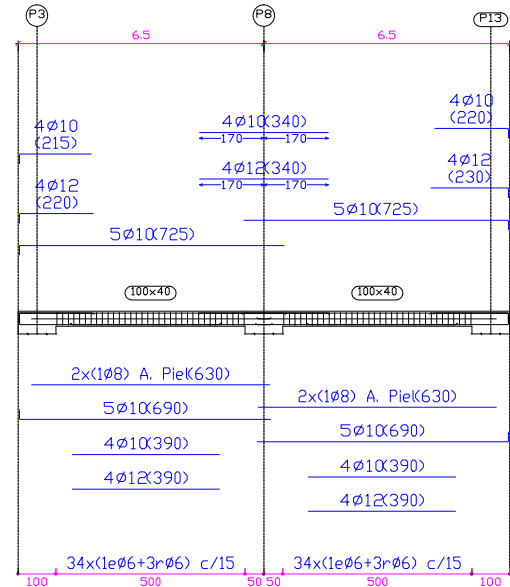 P3 P8 P13
6.5 6.5
4Ø10 (340)
170 170
4Ø10
(220)
4Ø10
(215)
4Ø12 (340)
170 170
4Ø12
(230)
4Ø12
(220)
5Ø10 (725)
5Ø10 (725)
100x40 100x40
2x(1Ø8) A. Piel (630)
2x(1Ø8) A. Piel (630)
5Ø10 (690)
5Ø10 (690)
4Ø10 (390)
4Ø10 (390)
4Ø12 (390)
4Ø12 (390)
34x(1eØ6+3rØ6) c/15 34x(1eØ6+3rØ6) c/15
100 500 50 50 500 100